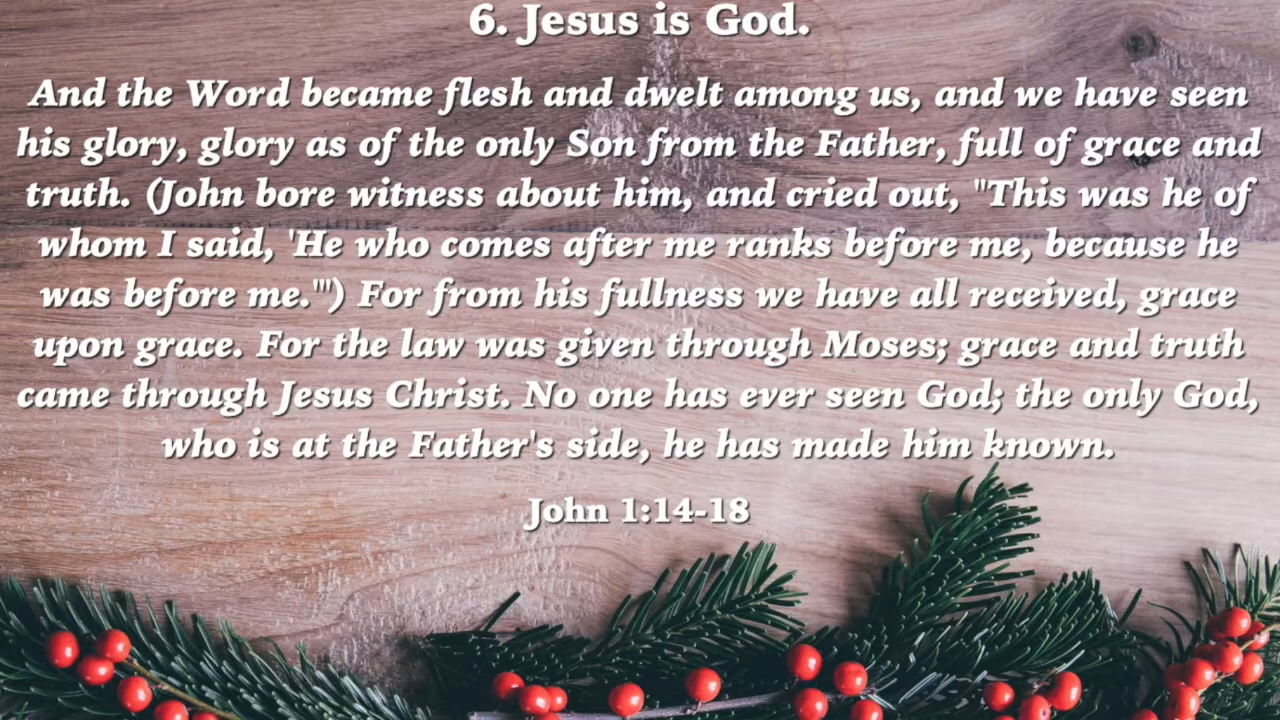 6. Jesus is God.
And the Word became flesh and dwelt among us, and we have seen
his glory, glory as of the only Son from the Father, full of grace and
truth. (John bore witness about him, and cried out, "This was he of
whom I said, 'He who comes after me ranks before me, because he
was before me.'") For from his fullness we have all received, grace
upon grace. For the law was given through Moses; grace and truth
came through Jesus Christ. No one has ever seen God; the only God,
who is at the Father's side, he has made him known.
John 1:14-18